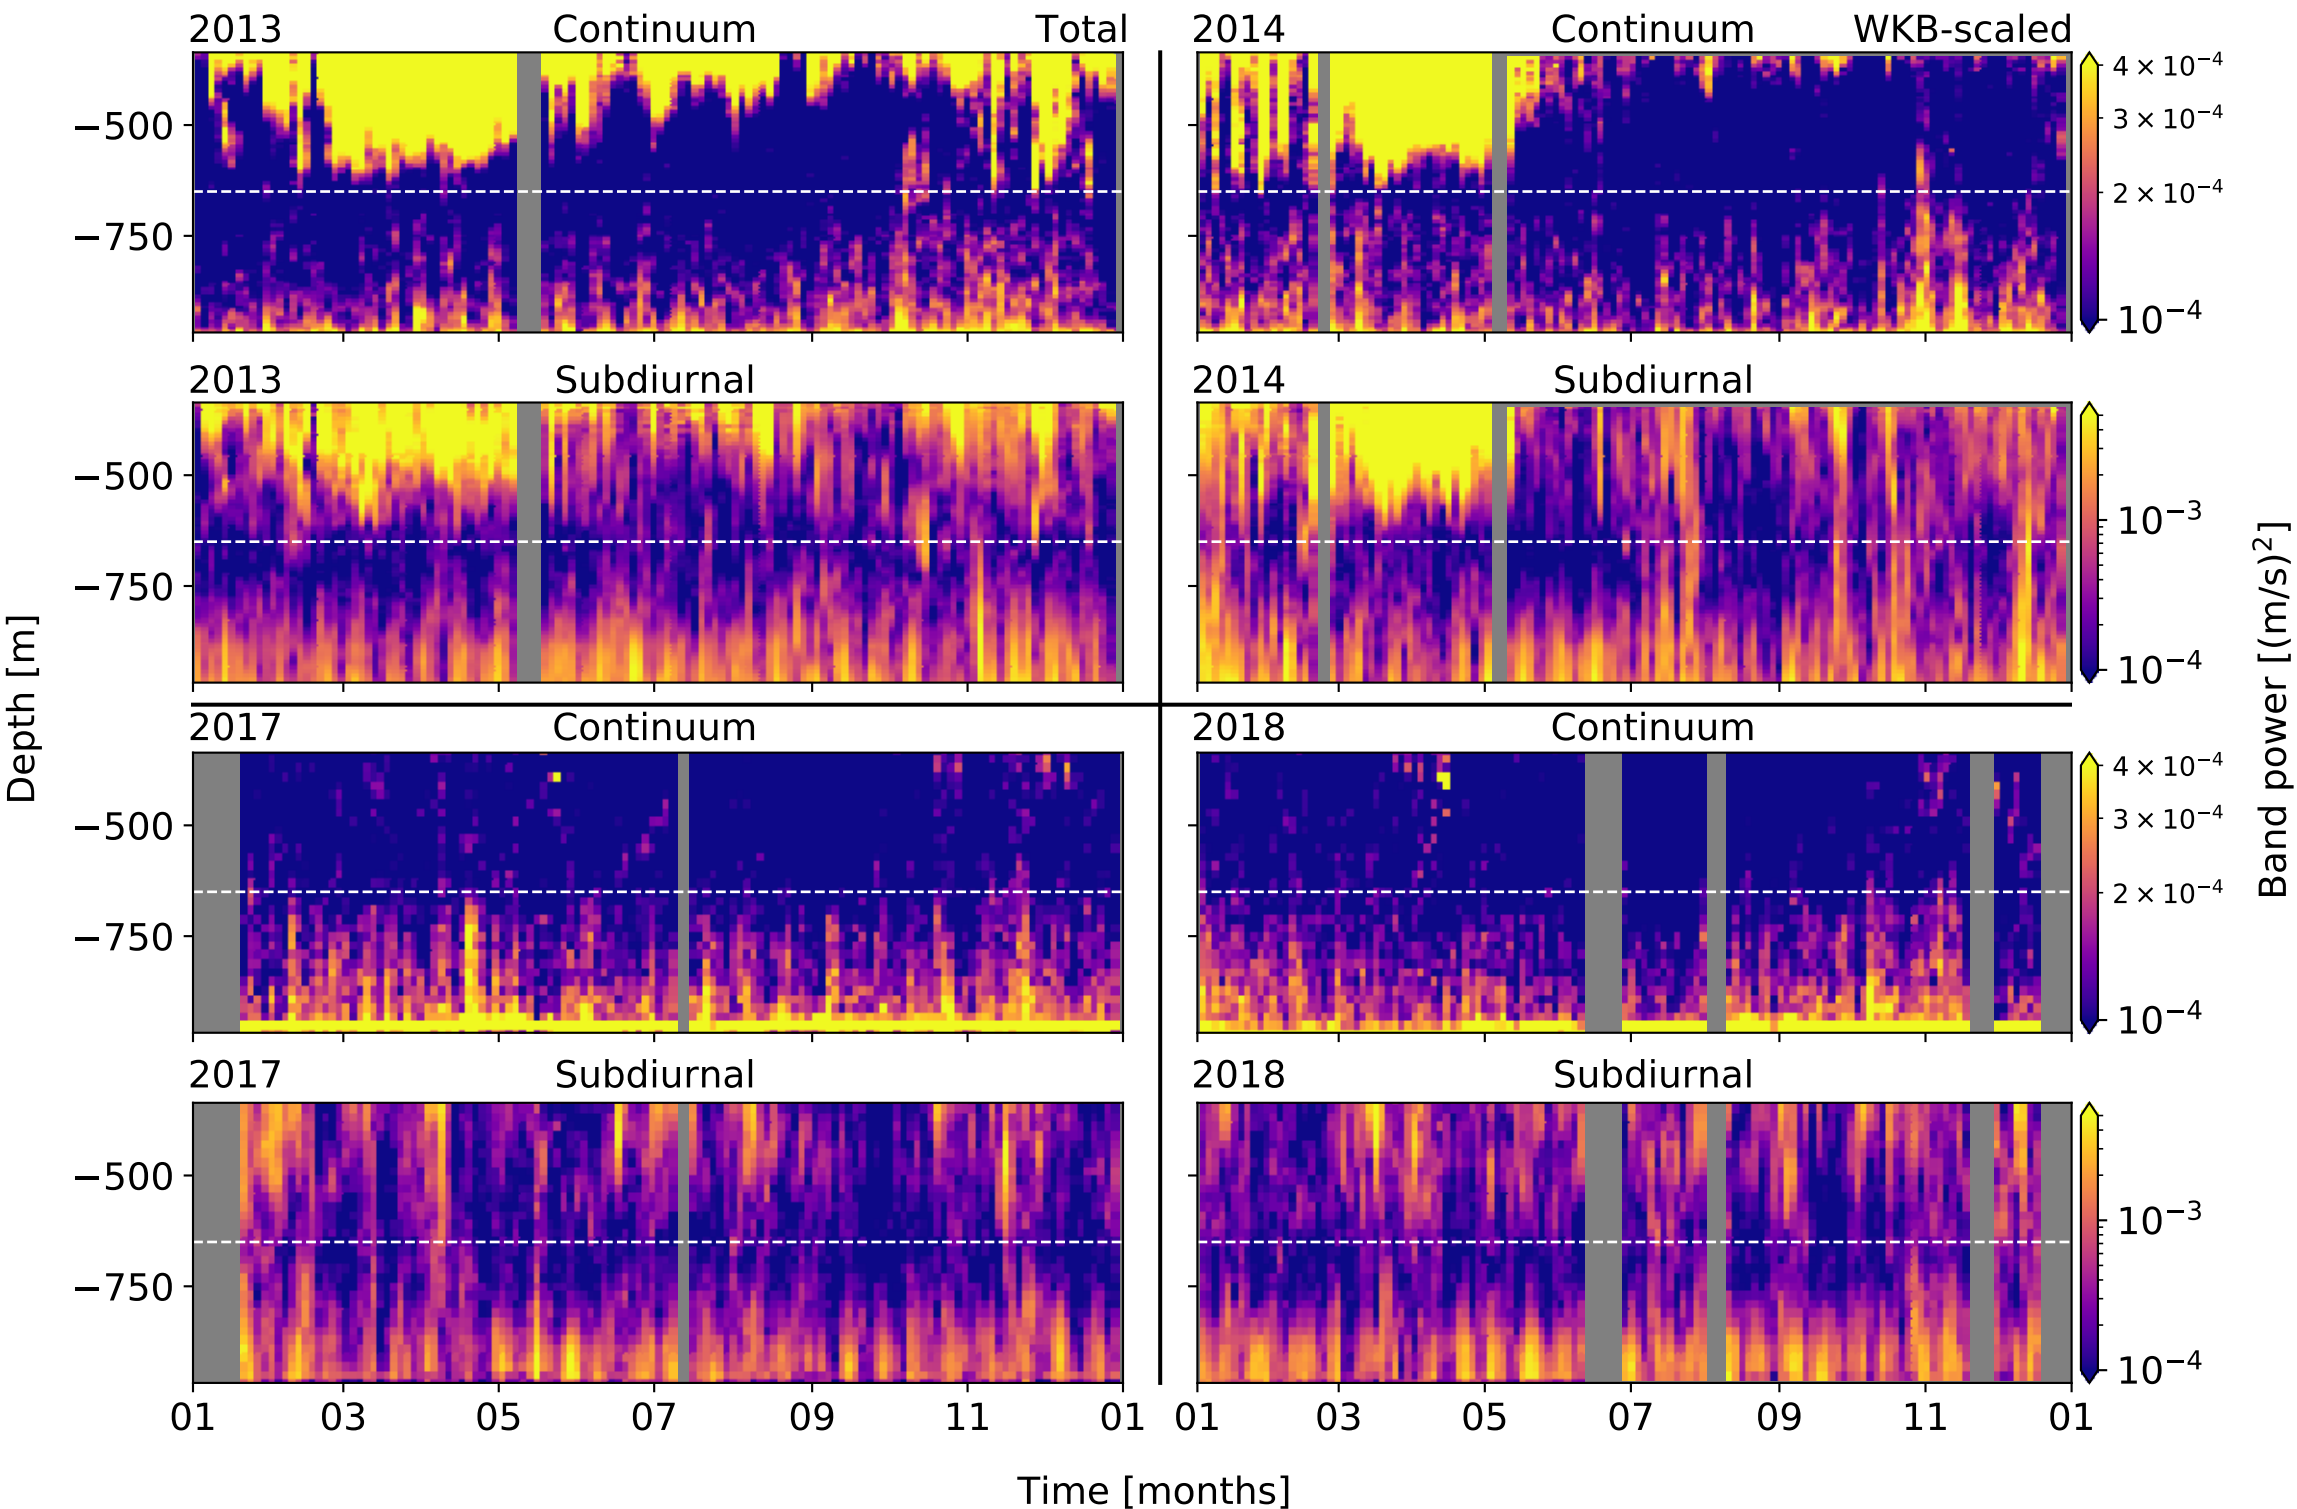 2013 Continuum Total 2014 Continuum WKB-scaled
−500
−750
4 × 10⁻⁴
3 × 10⁻⁴
2 × 10⁻⁴
10⁻⁴
2013 Subdiurnal 2014 Subdiurnal
−500
−750
10⁻³
10⁻⁴
Depth [m]
Band power [(m/s)²]
2017 Continuum 2018 Continuum
−500
−750
4 × 10⁻⁴
3 × 10⁻⁴
2 × 10⁻⁴
10⁻⁴
2017 Subdiurnal 2018 Subdiurnal
−500
−750
10⁻³
10⁻⁴
01 03 05 07 09 11 01 01 03 05 07 09 11 01
Time [months]